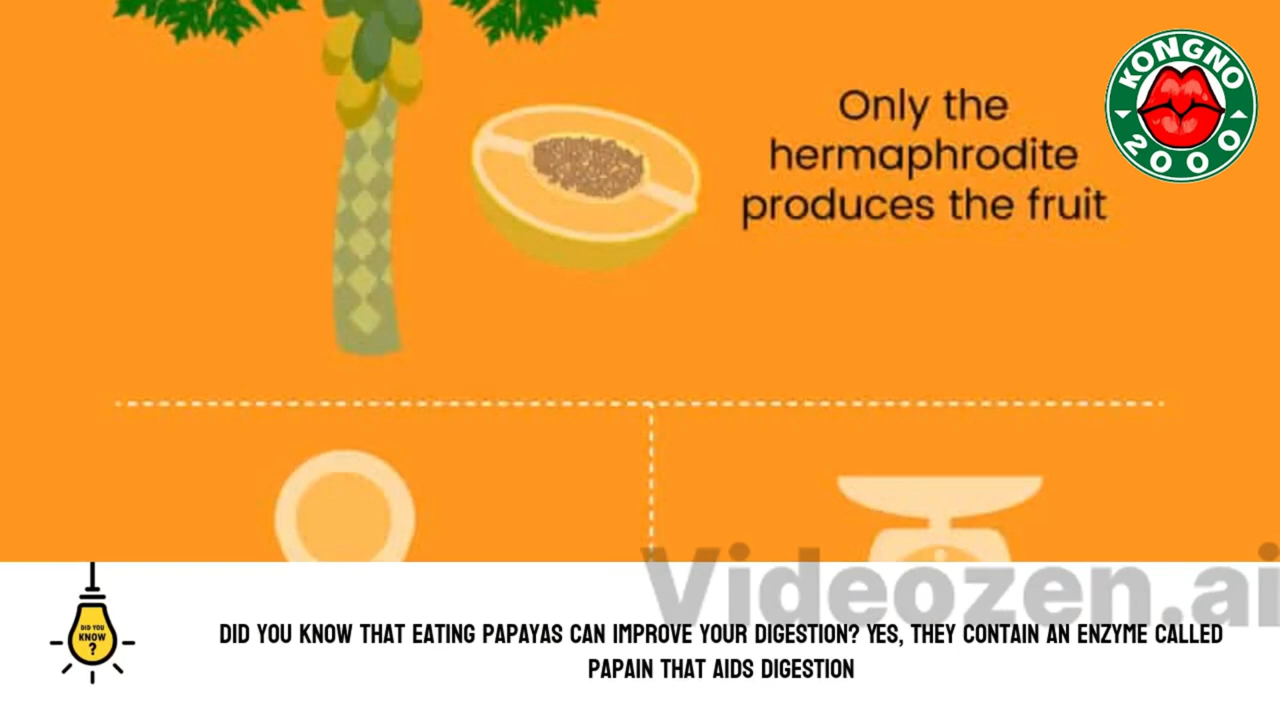 Only the
hermaphrodite
produces the fruit
KONGNO
2000
Videozen.ai
DID YOU
KNOW
?
DID YOU KNOW THAT EATING PAPAYAS CAN IMPROVE YOUR DIGESTION? YES, THEY CONTAIN AN ENZYME CALLED
PAPAIN THAT AIDS DIGESTION